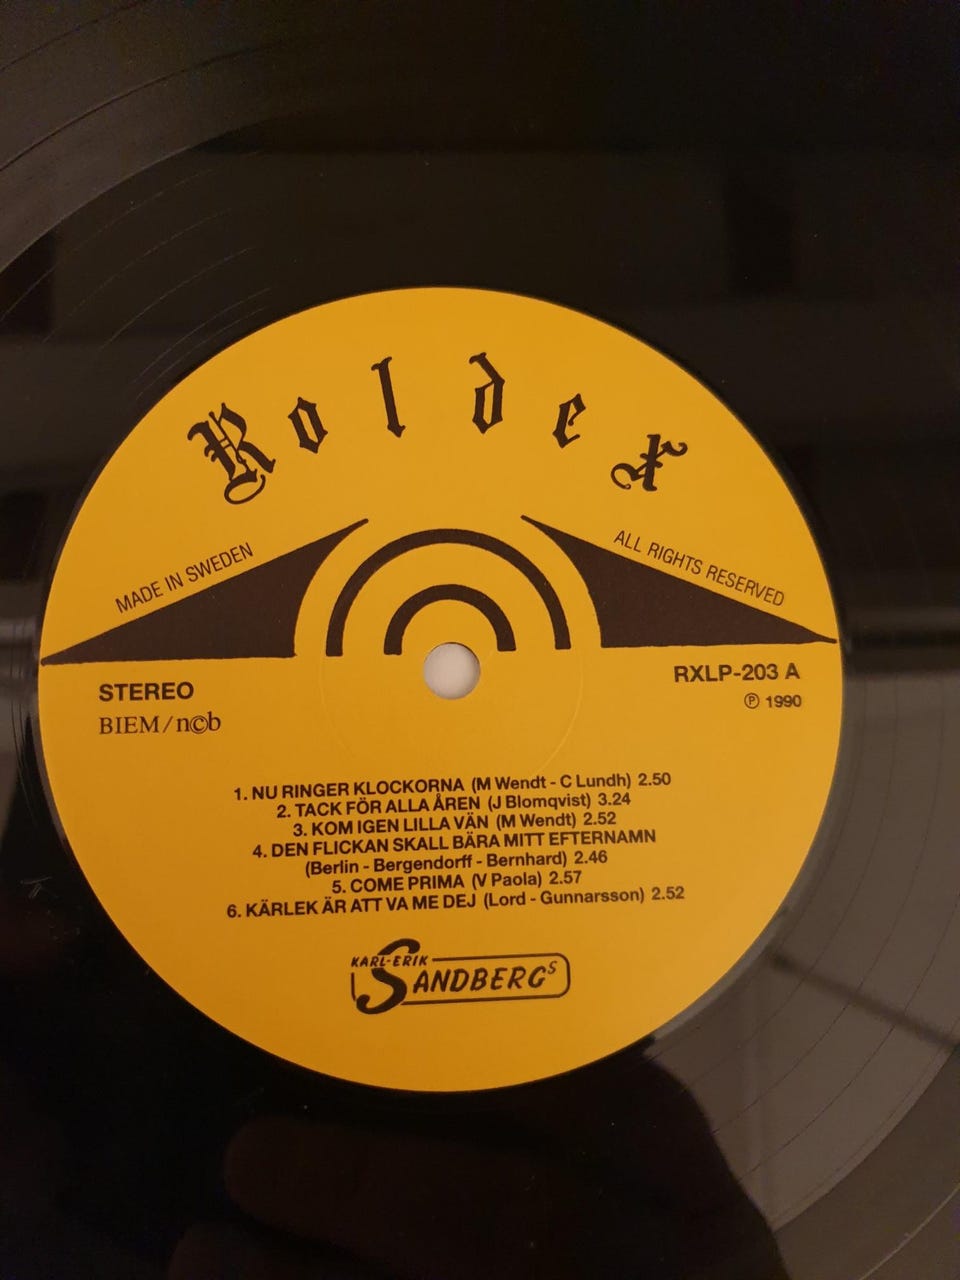 Roldex
MADE IN SWEDEN
ALL RIGHTS RESERVED
STEREO
BIEM/n©b
RXLP-203 A
℗ 1990
1. NU RINGER KLOCKORNA (M Wendt - C Lundh) 2.50
2. TACK FÖR ALLA ÅREN (J Blomqvist) 3.24
3. KOM IGEN LILLA VÄN (M Wendt) 2.52
4. DEN FLICKAN SKALL BÄRA MITT EFTERNAMN
(Berlin - Bergendorff - Bernhard) 2.46
5. COME PRIMA (V Paola) 2.57
6. KÄRLEK ÄR ATT VA ME DEJ (Lord - Gunnarsson) 2.52
KARL-ERIK
SANDBERGS